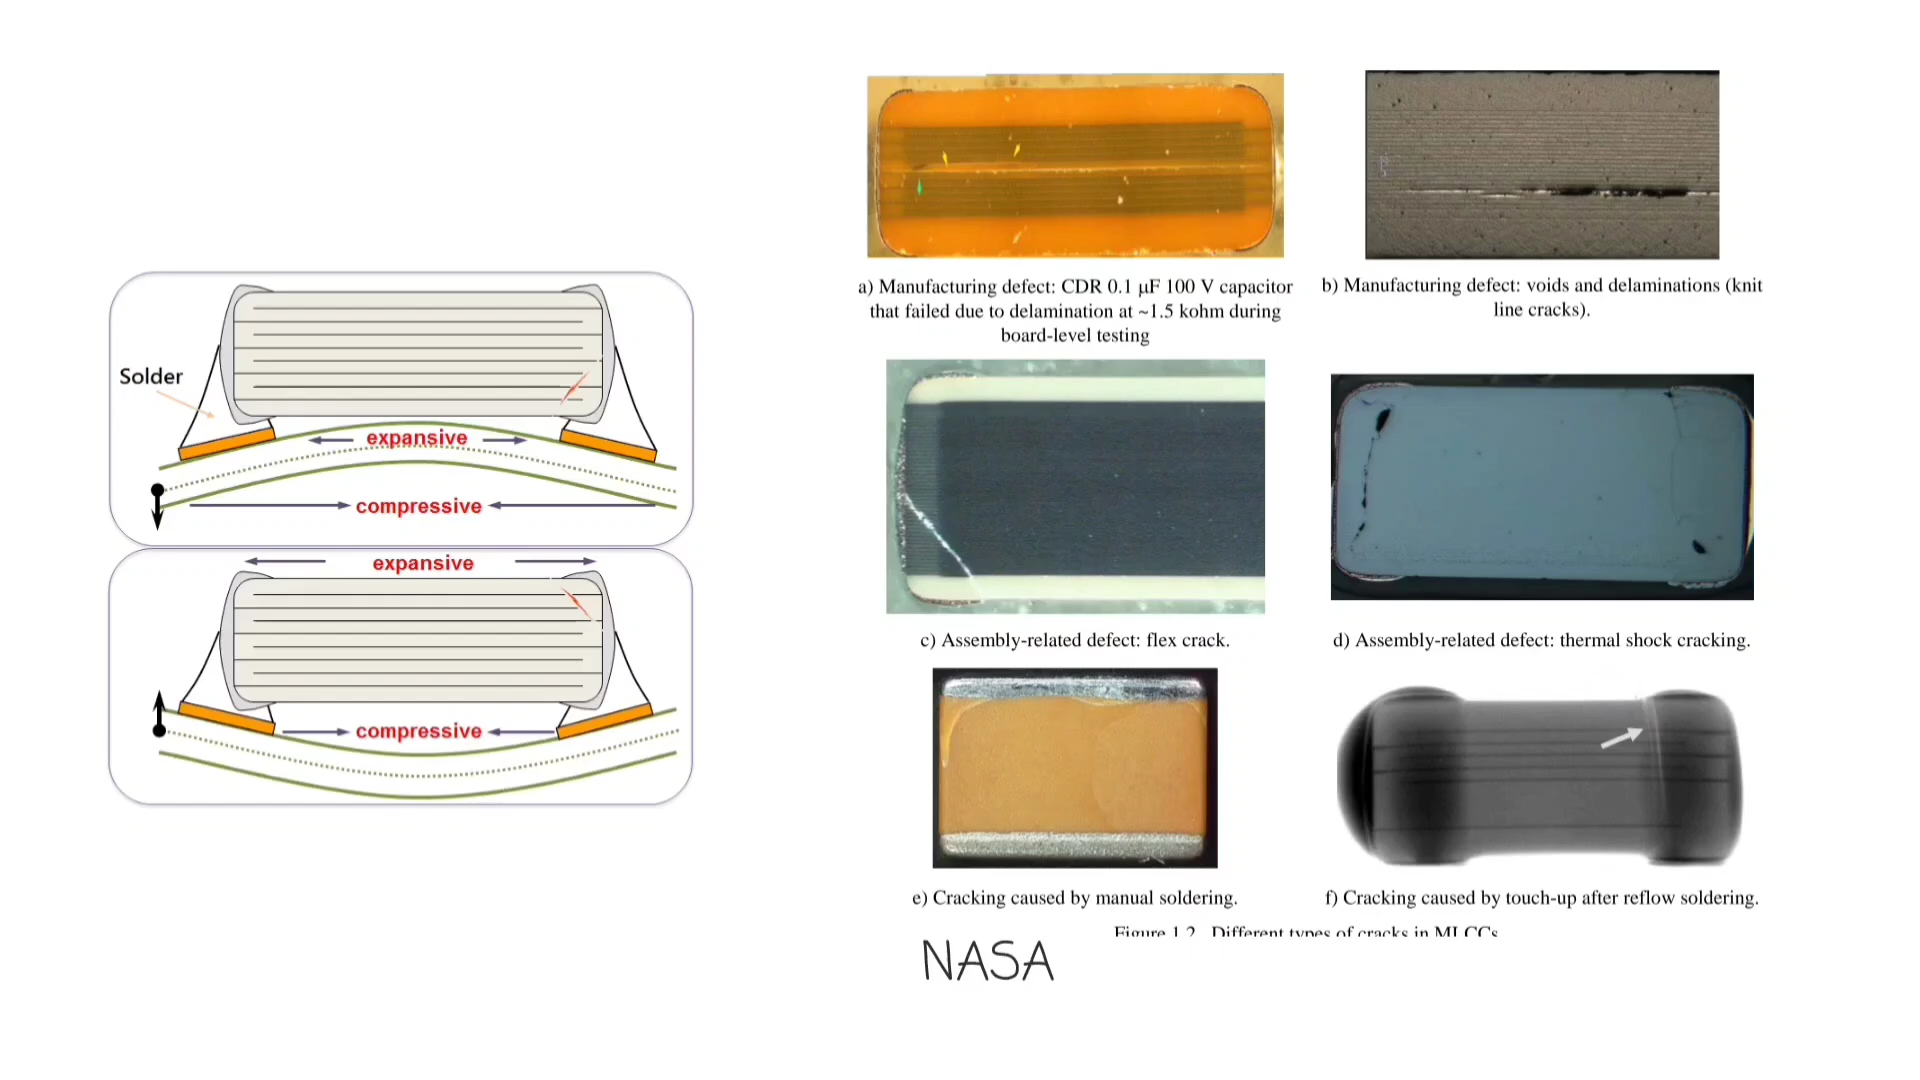 Solder
expansive
compressive
expansive
compressive
a) Manufacturing defect: CDR 0.1 μF 100 V capacitor
that failed due to delamination at ~1.5 kohm during
board-level testing
b) Manufacturing defect: voids and delaminations (knit
line cracks).
c) Assembly-related defect: flex crack.
d) Assembly-related defect: thermal shock cracking.
e) Cracking caused by manual soldering.
f) Cracking caused by touch-up after reflow soldering.
Figure 1.2. Different types of cracks in MLCCs
NASA